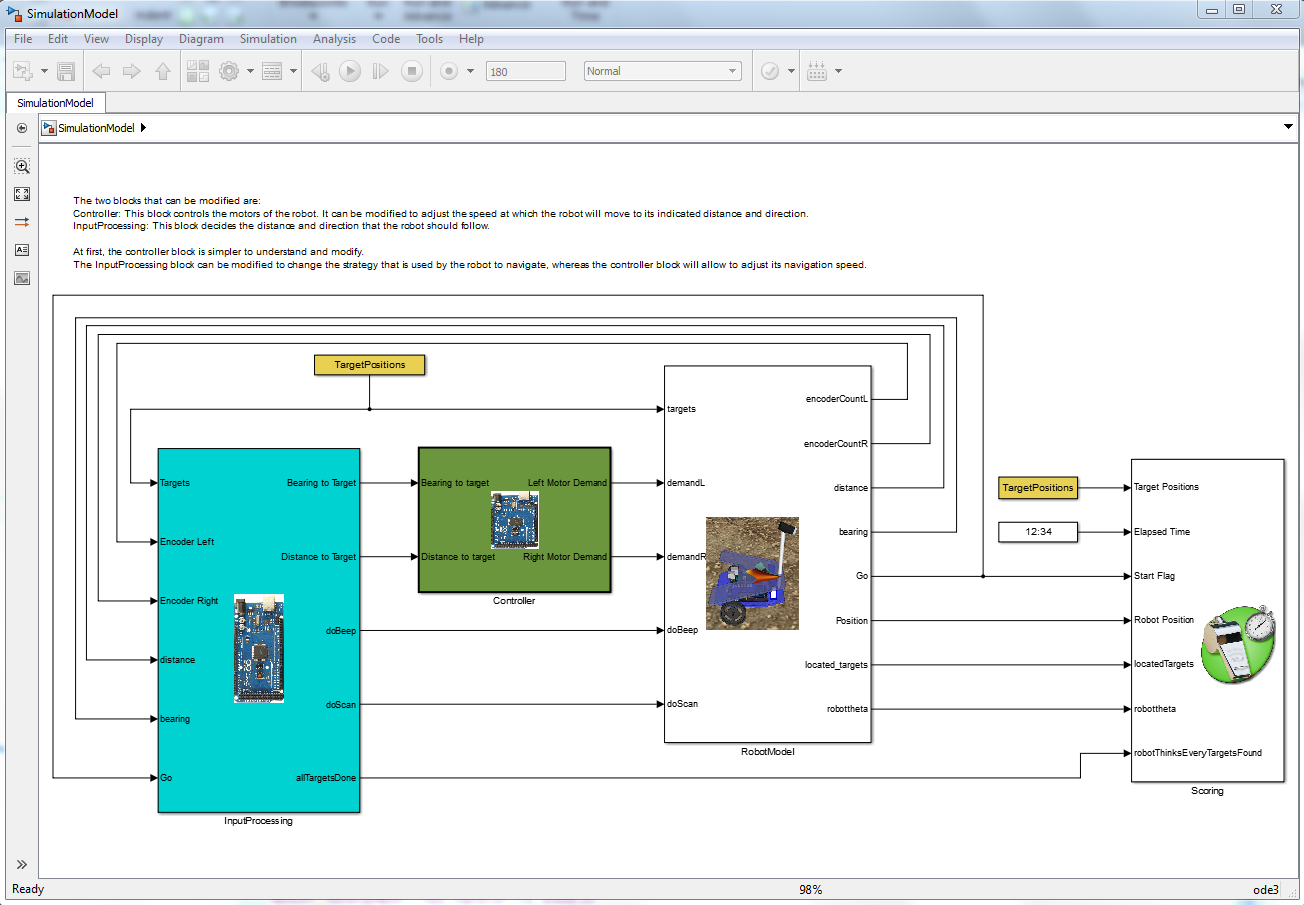 SimulationModel
File Edit View Display Diagram Simulation Analysis Code Tools Help
180 Normal
SimulationModel
SimulationModel
The two blocks that can be modified are:
Controller: This block controls the motors of the robot. It can be modified to adjust the speed at which the robot will move to its indicated distance and direction.
InputProcessing: This block decides the distance and direction that the robot should follow.
At first, the controller block is simpler to understand and modify.
The InputProcessing block can be modified to change the strategy that is used by the robot to navigate, whereas the controller block will allow to adjust its navigation speed.
TargetPositions
Targets
Encoder Left
Encoder Right
distance
bearing
Go
Bearing to Target
Distance to Target
doBeep
doScan
allTargetsDone
InputProcessing
Bearing to target
Distance to target
Left Motor Demand
Right Motor Demand
Controller
targets
demandL
demandR
doBeep
doScan
encoderCountL
encoderCountR
distance
bearing
Go
Position
located_targets
robottheta
RobotModel
TargetPositions
12:34
Target Positions
Elapsed Time
Start Flag
Robot Position
locatedTargets
robottheta
robotThinksEveryTargetsFound
Scoring
Ready 98% ode3